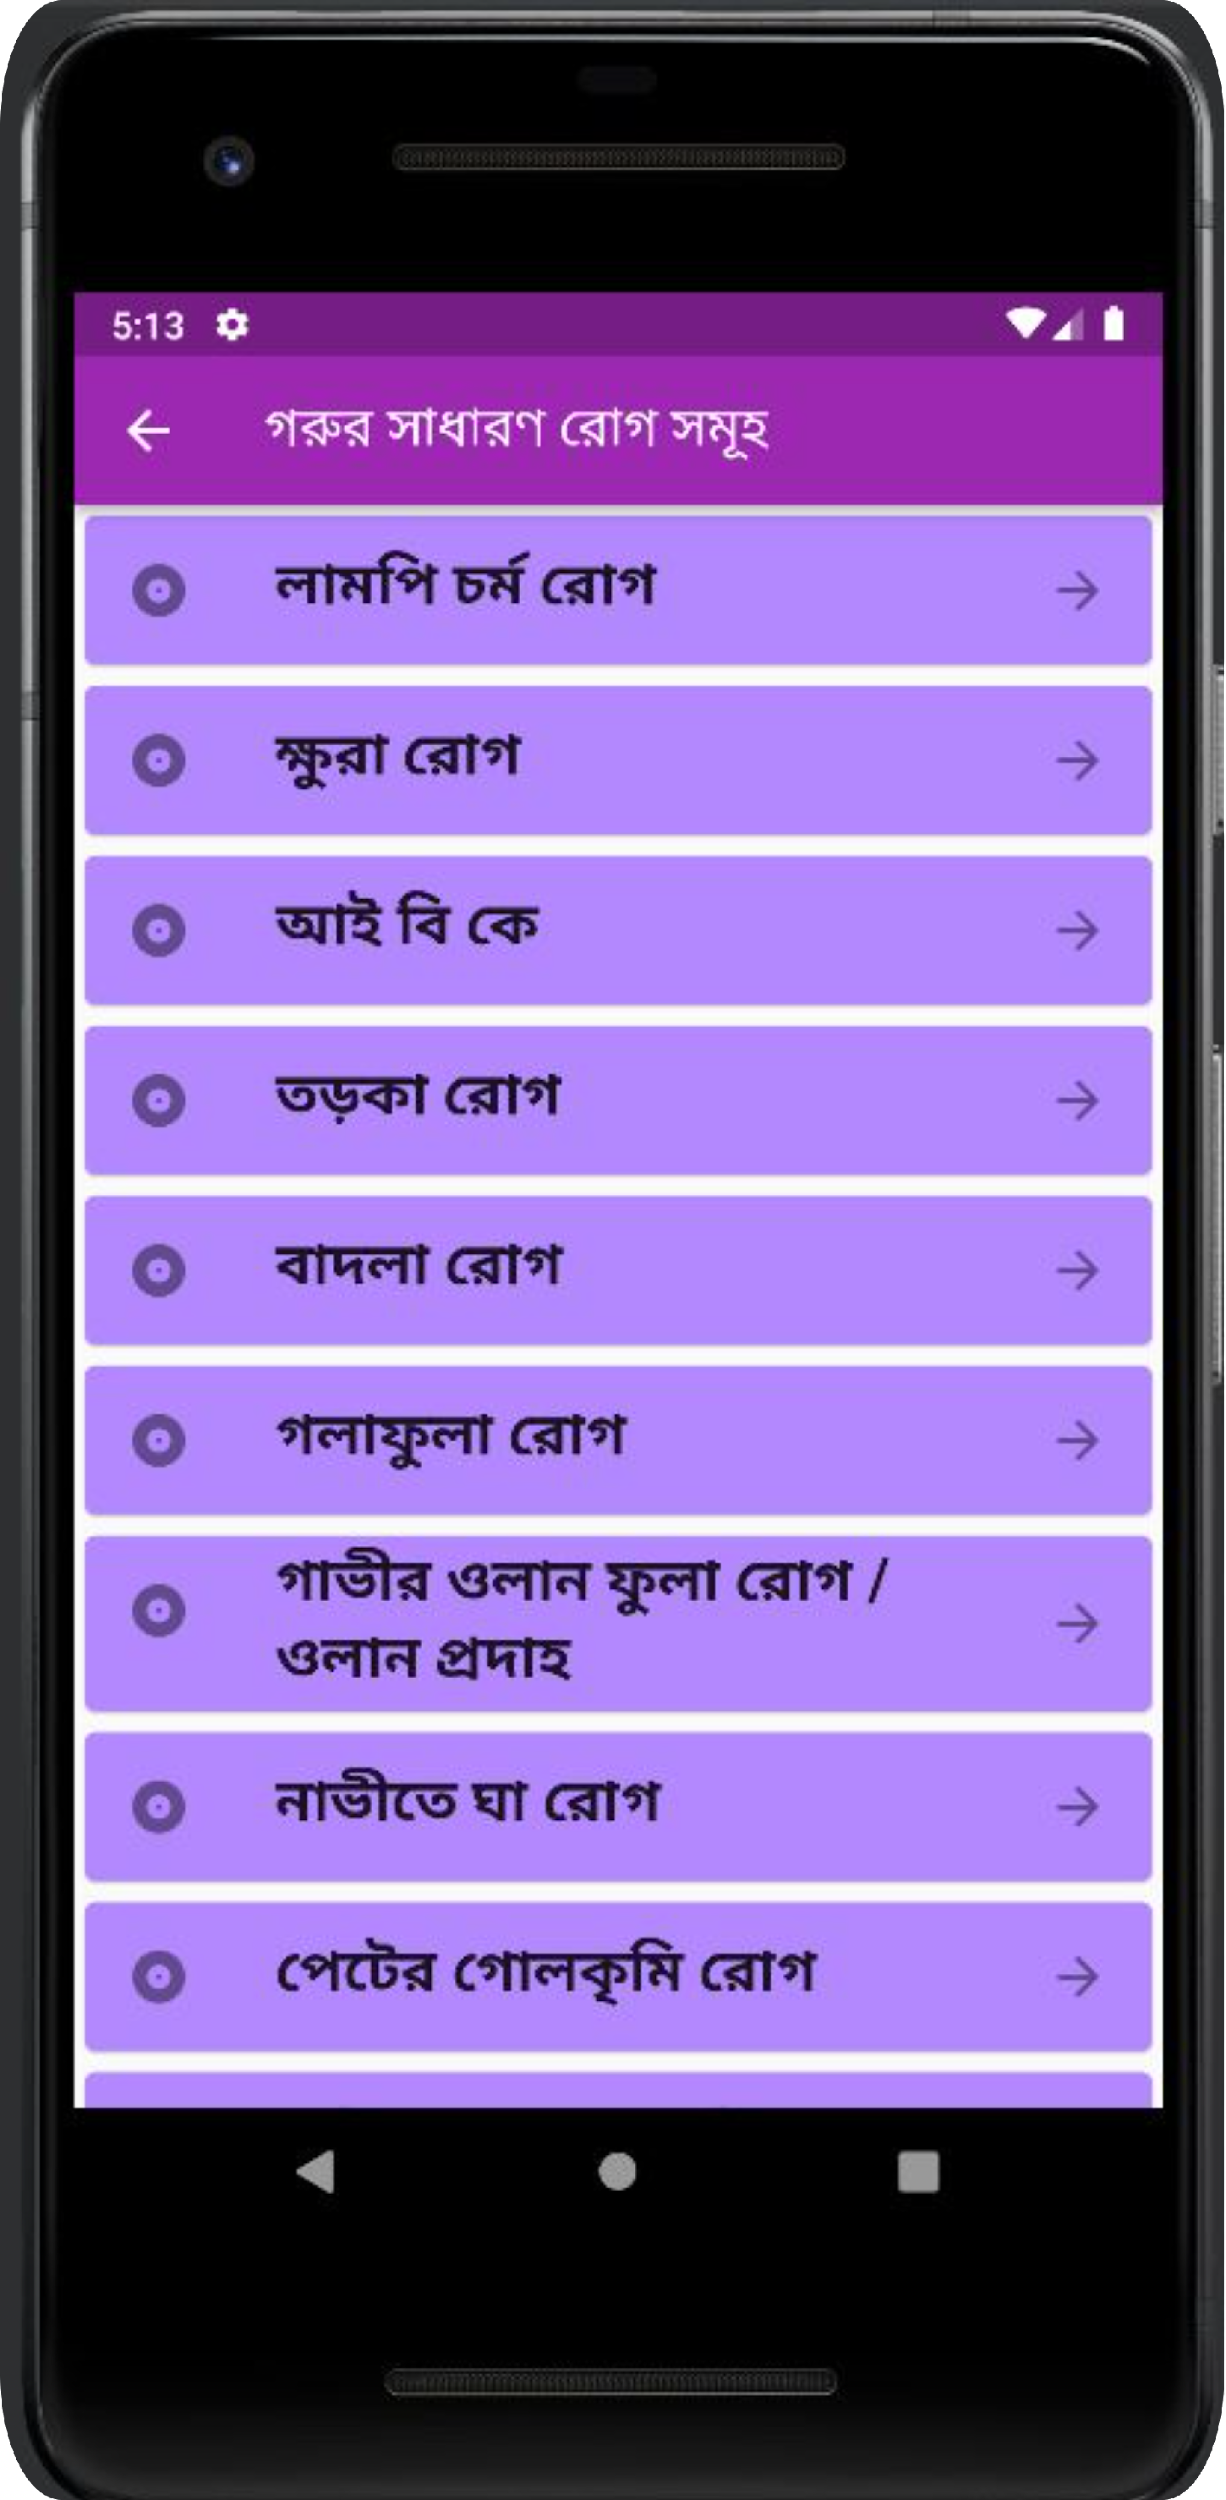 5:13
গরুর সাধারণ রোগ সমূহ
লামপি চর্ম রোগ
ক্ষুরা রোগ
আই বি কে
তড়কা রোগ
বাদলা রোগ
গলাফুলা রোগ
গাভীর ওলান ফুলা রোগ /
ওলান প্রদাহ
নাভীতে ঘা রোগ
পেটের গোলকৃমি রোগ